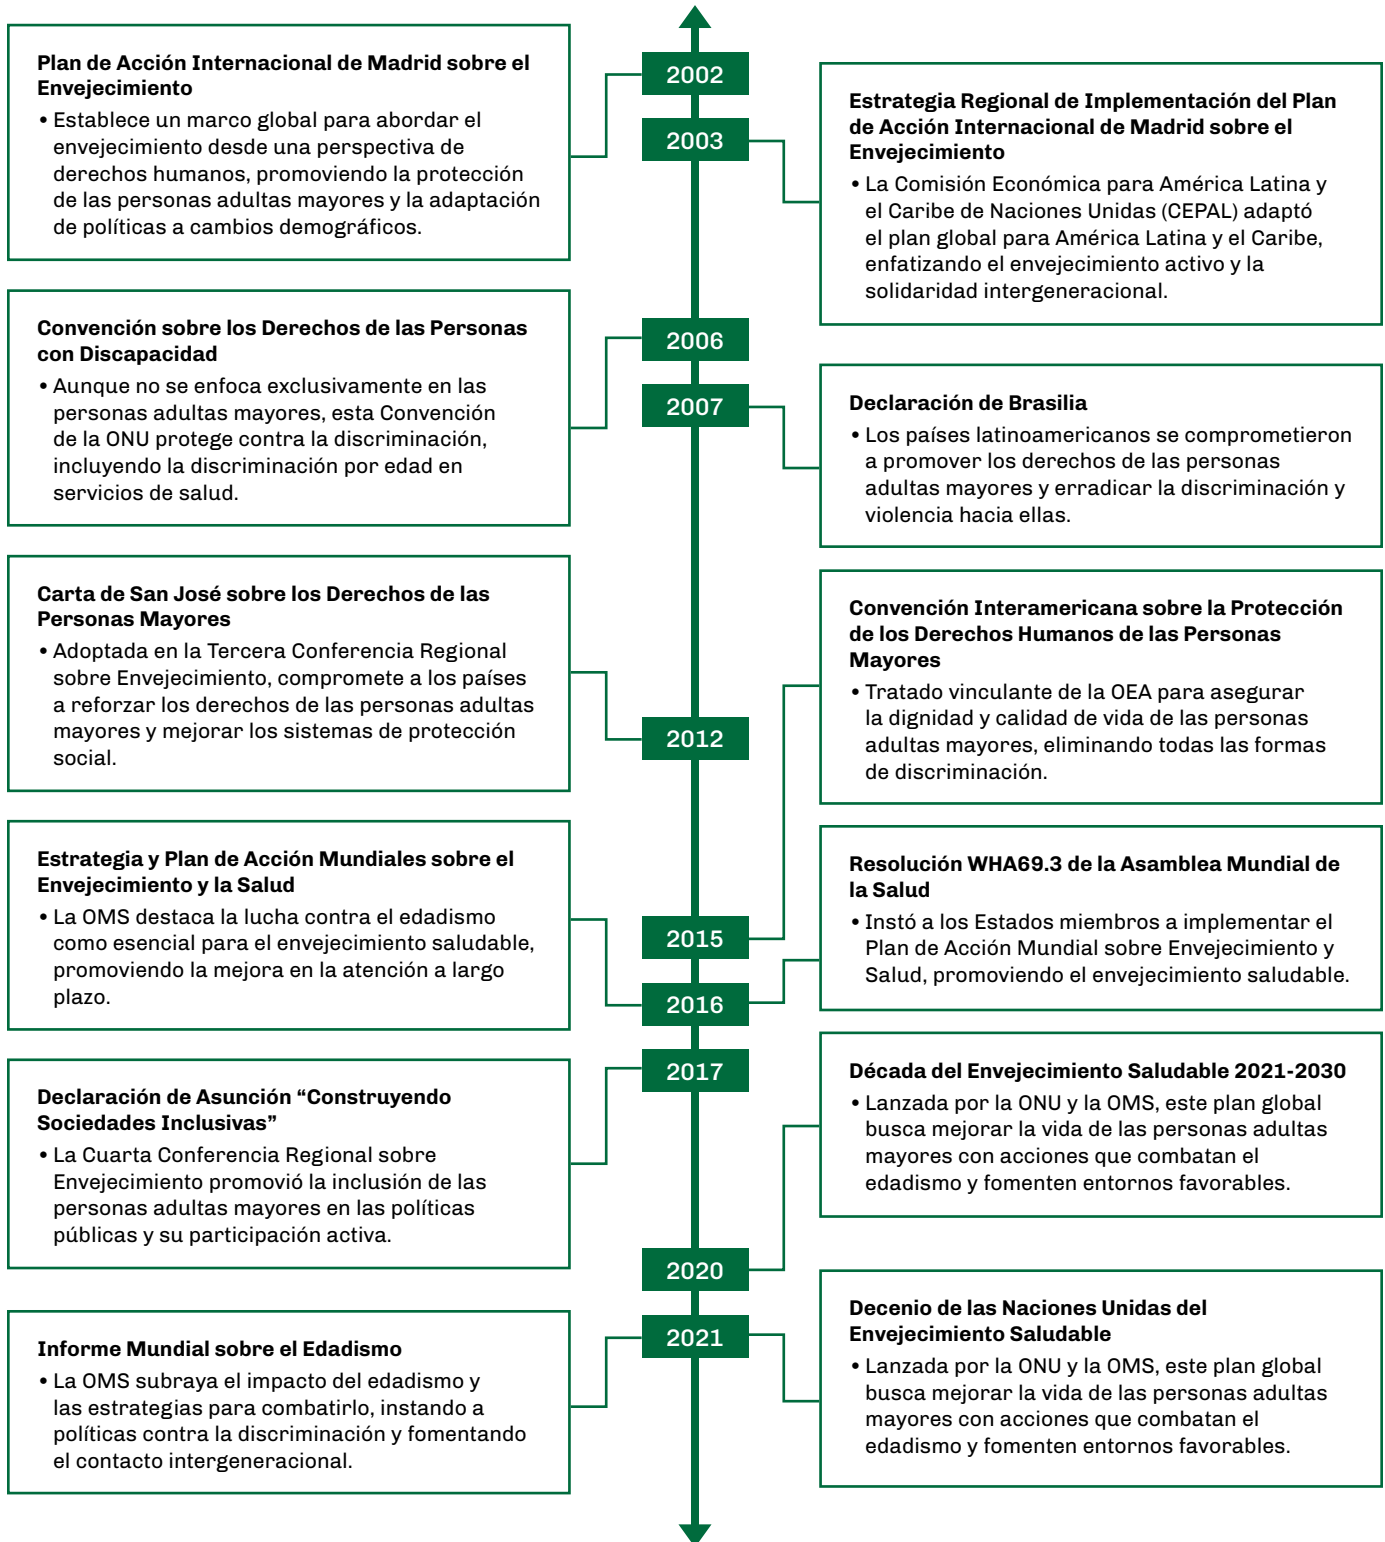 2002
Plan de Acción Internacional de Madrid sobre el
Envejecimiento
• Establece un marco global para abordar el
envejecimiento desde una perspectiva de
derechos humanos, promoviendo la protección
de las personas adultas mayores y la adaptación
de políticas a cambios demográficos.
2003
Estrategia Regional de Implementación del Plan
de Acción Internacional de Madrid sobre el
Envejecimiento
• La Comisión Económica para América Latina y
el Caribe de Naciones Unidas (CEPAL) adaptó
el plan global para América Latina y el Caribe,
enfatizando el envejecimiento activo y la
solidaridad intergeneracional.
2006
Convención sobre los Derechos de las Personas
con Discapacidad
• Aunque no se enfoca exclusivamente en las
personas adultas mayores, esta Convención
de la ONU protege contra la discriminación,
incluyendo la discriminación por edad en
servicios de salud.
2007
Declaración de Brasilia
• Los países latinoamericanos se comprometieron
a promover los derechos de las personas
adultas mayores y erradicar la discriminación y
violencia hacia ellas.
2012
Carta de San José sobre los Derechos de las
Personas Mayores
• Adoptada en la Tercera Conferencia Regional
sobre Envejecimiento, compromete a los países
a reforzar los derechos de las personas adultas
mayores y mejorar los sistemas de protección
social.
2015
Convención Interamericana sobre la Protección
de los Derechos Humanos de las Personas
Mayores
• Tratado vinculante de la OEA para asegurar
la dignidad y calidad de vida de las personas
adultas mayores, eliminando todas las formas
de discriminación.
2016
Estrategia y Plan de Acción Mundiales sobre el
Envejecimiento y la Salud
• La OMS destaca la lucha contra el edadismo
como esencial para el envejecimiento saludable,
promoviendo la mejora en la atención a largo
plazo.
Resolución WHA69.3 de la Asamblea Mundial de
la Salud
• Instó a los Estados miembros a implementar el
Plan de Acción Mundial sobre Envejecimiento y
Salud, promoviendo el envejecimiento saludable.
2017
Declaración de Asunción “Construyendo
Sociedades Inclusivas”
• La Cuarta Conferencia Regional sobre
Envejecimiento promovió la inclusión de las
personas adultas mayores en las políticas
públicas y su participación activa.
2020
Década del Envejecimiento Saludable 2021-2030
• Lanzada por la ONU y la OMS, este plan global
busca mejorar la vida de las personas adultas
mayores con acciones que combatan el
edadismo y fomenten entornos favorables.
2021
Informe Mundial sobre el Edadismo
• La OMS subraya el impacto del edadismo y
las estrategias para combatirlo, instando a
políticas contra la discriminación y fomentando
el contacto intergeneracional.
Decenio de las Naciones Unidas del
Envejecimiento Saludable
• Lanzada por la ONU y la OMS, este plan global
busca mejorar la vida de las personas adultas
mayores con acciones que combatan el
edadismo y fomenten entornos favorables.